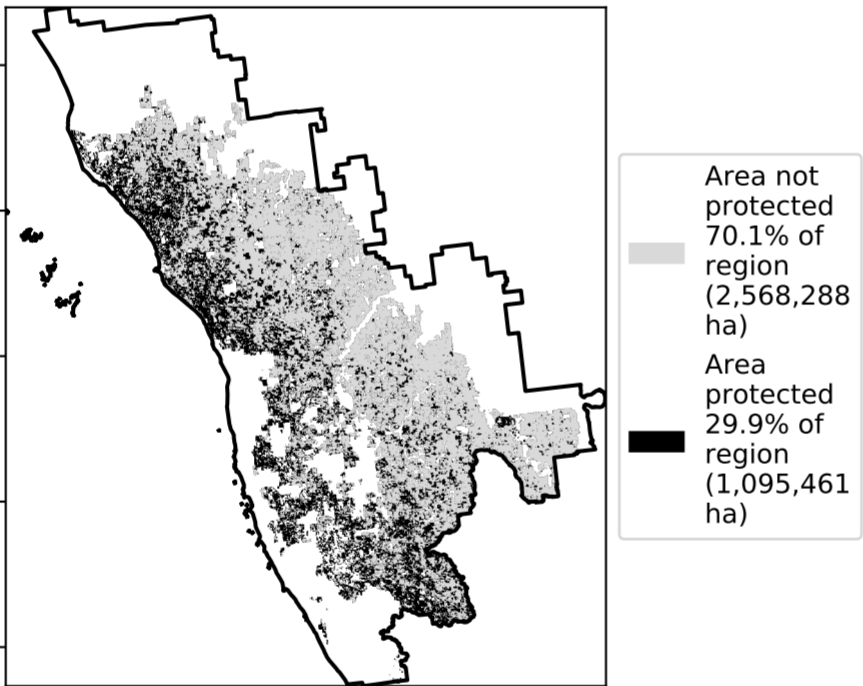 Area not
protected
70.1% of
region
(2,568,288
ha)
Area
protected
29.9% of
region
(1,095,461
ha)